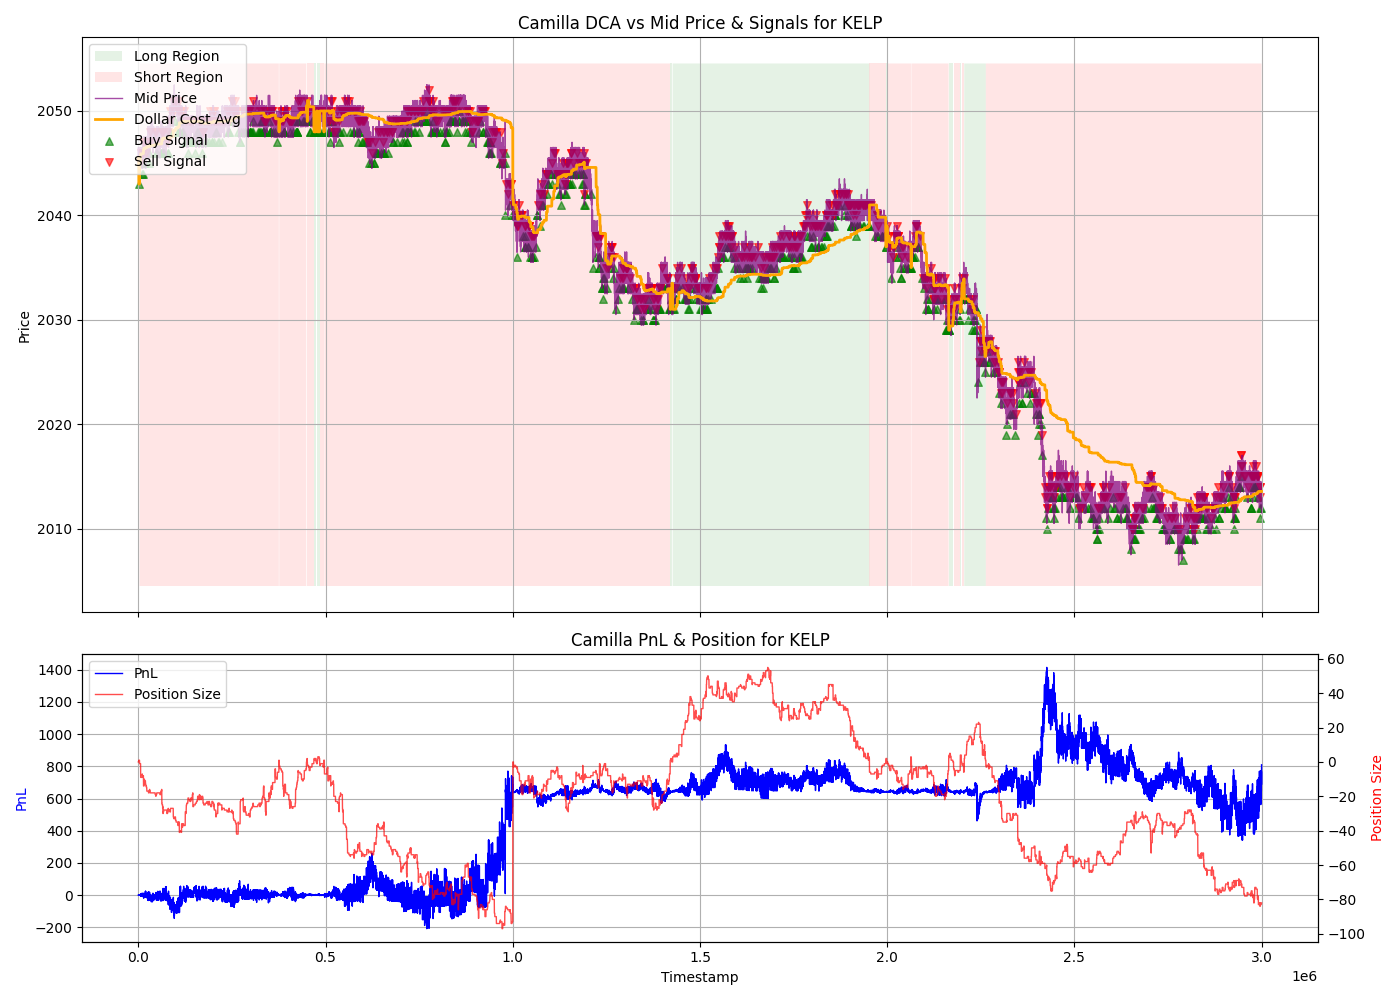 Camilla DCA vs Mid Price & Signals for KELP
Long Region
Short Region
Mid Price
Dollar Cost Avg
Buy Signal
Sell Signal
2050
2040
2030
2020
2010
Price
Camilla PnL & Position for KELP
PnL
Position Size
1400
1200
1000
800
600
400
200
0
−200
PnL
60
40
20
0
−20
−40
−60
−80
−100
Position Size
0.0 0.5 1.0 1.5 2.0 2.5 3.0
1e6
Timestamp